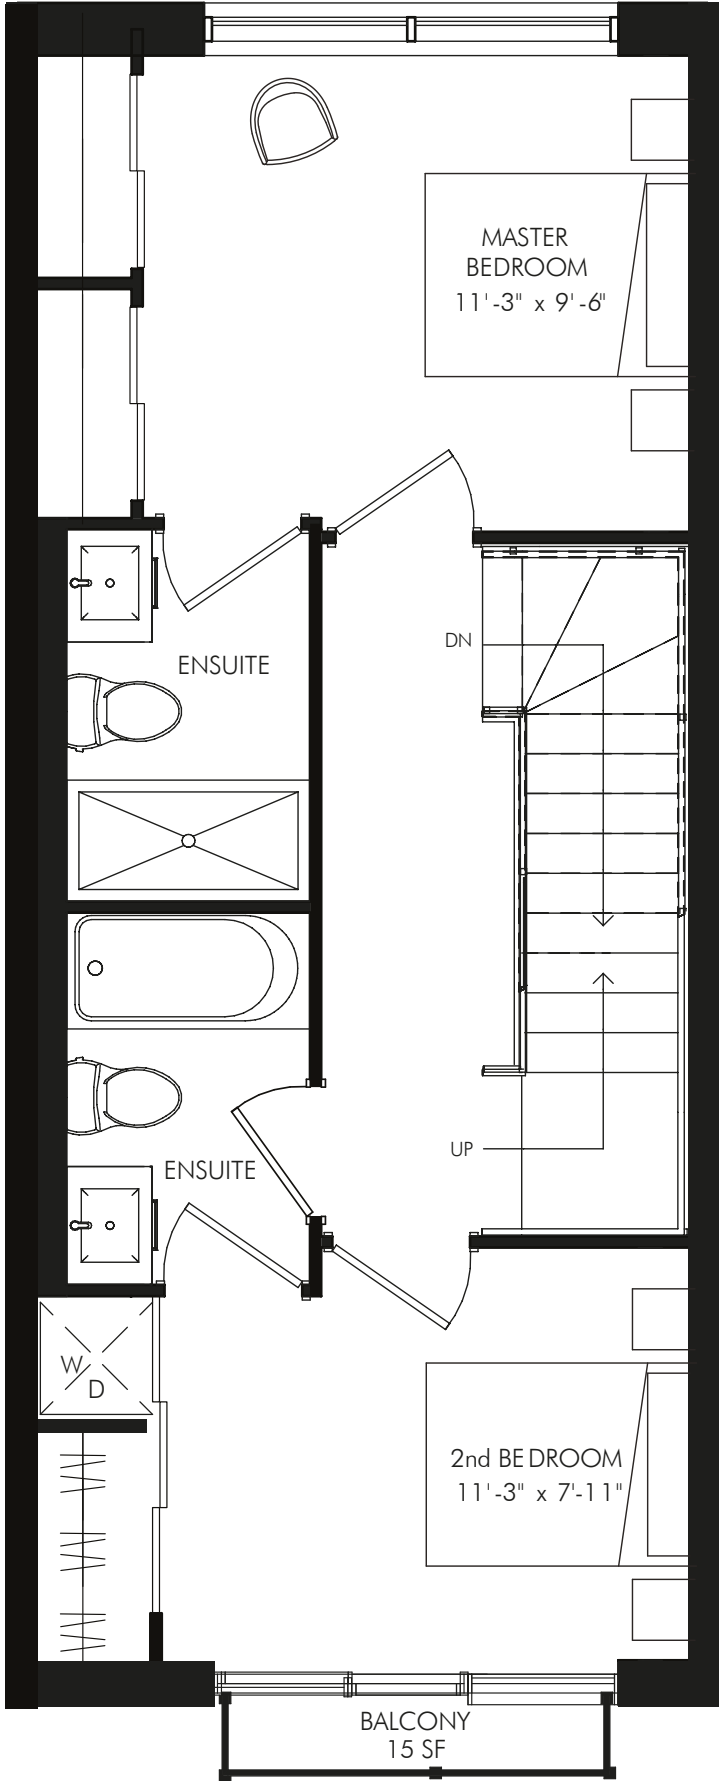 MASTER
BEDROOM
11'-3" x 9'-6"
DN
ENSUITE
UP
ENSUITE
W
D
2nd BEDROOM
11'-3" x 7'-11"
BALCONY
15 SF